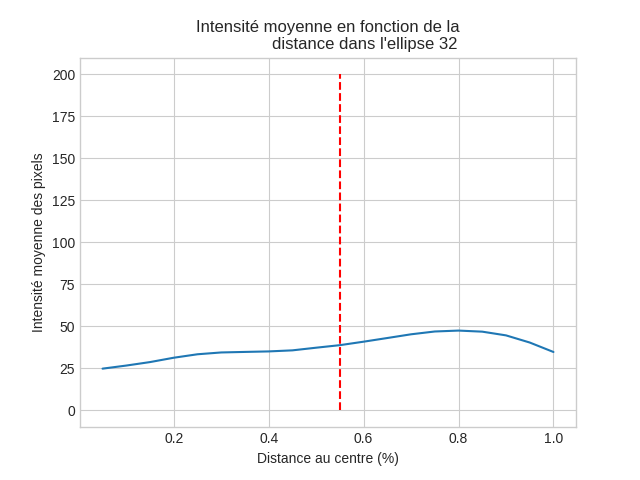 Intensité moyenne en fonction de la
distance dans l'ellipse 32
200
175
150
125
100
75
50
25
0
Intensité moyenne des pixels
0.2 0.4 0.6 0.8 1.0
Distance au centre (%)